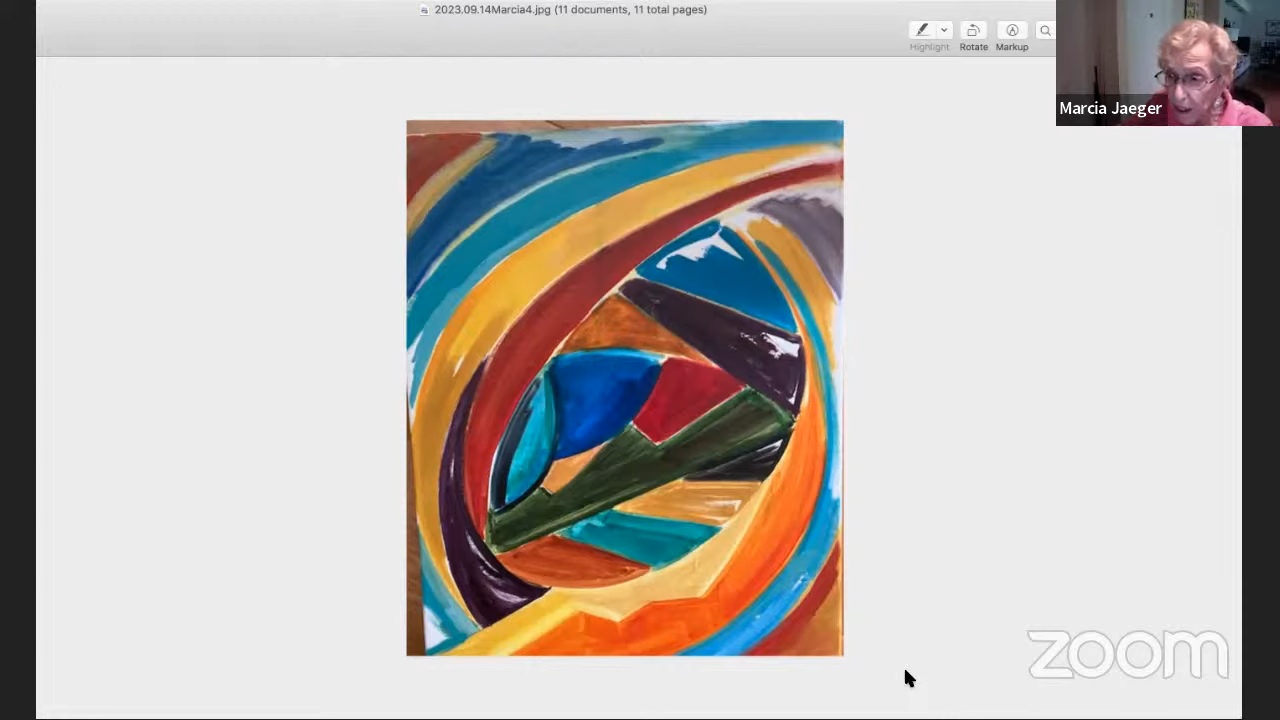 2023.09.14Marcia4.jpg (11 documents, 11 total pages)
Highlight
Rotate
Markup
Marcia Jaeger
zoom